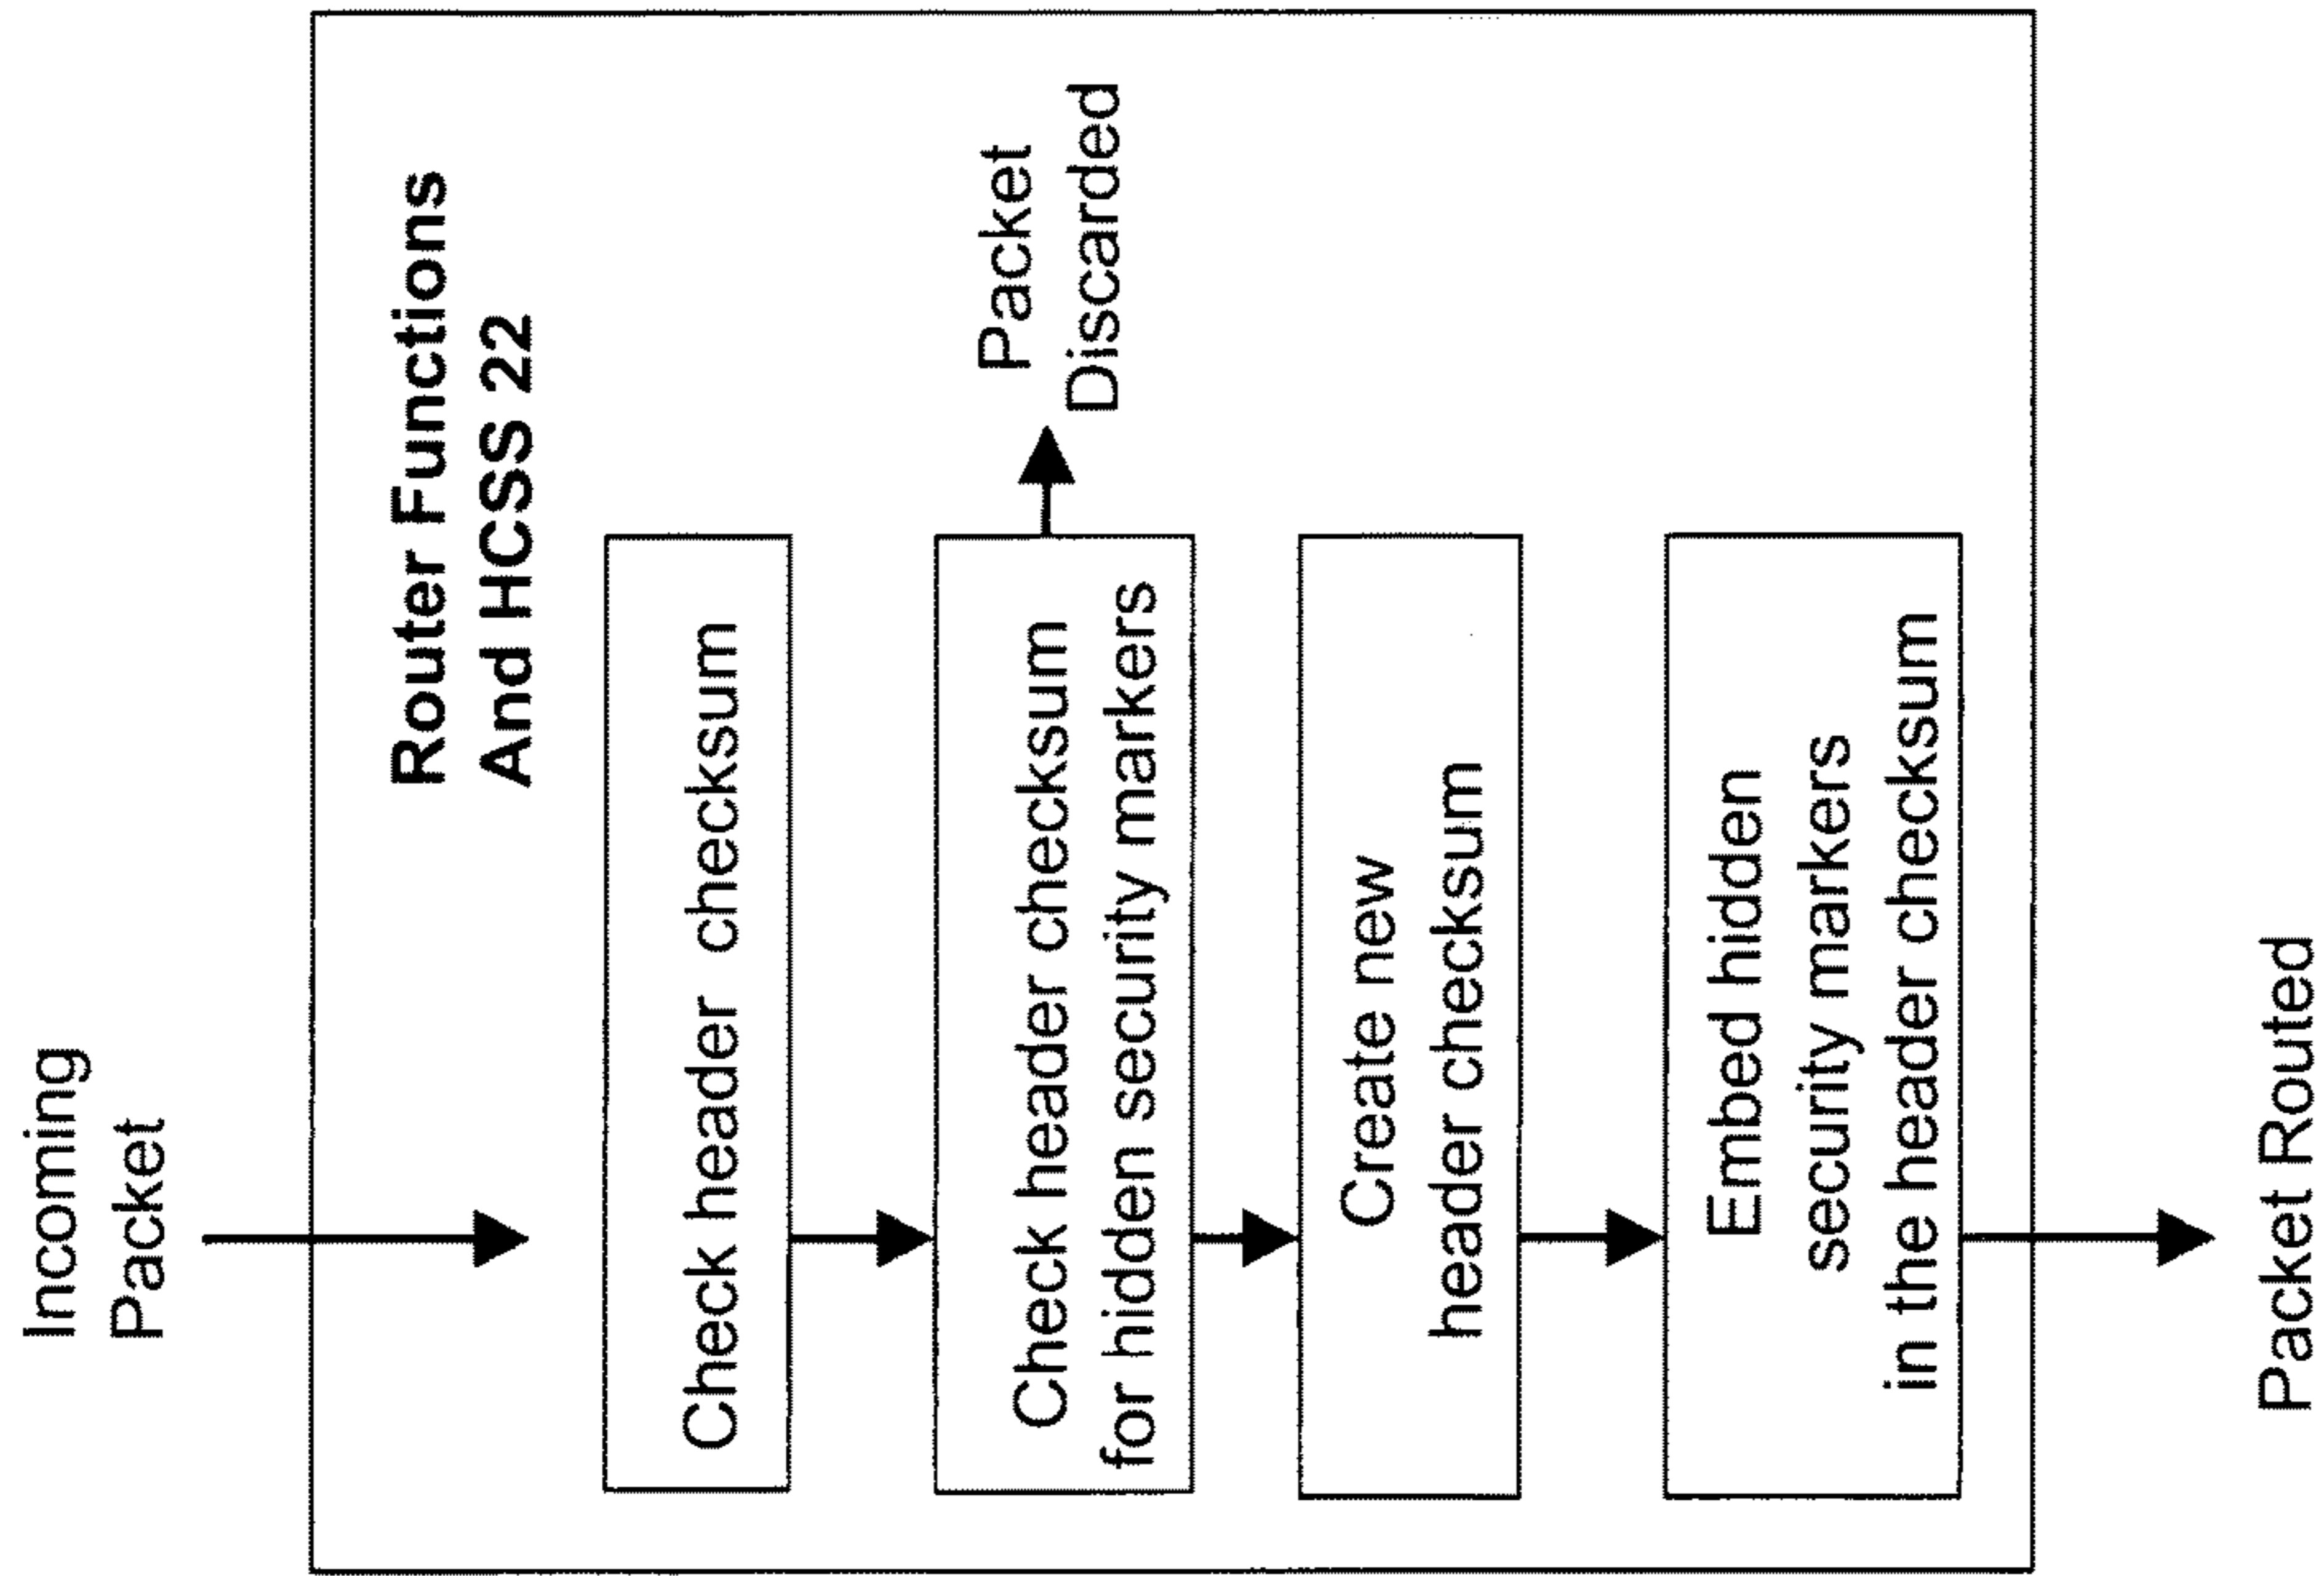 Incoming
Packet
Router Functions
And HCSS 22
Check header checksum
Check header checksum
for hidden security markers
Packet
Discarded
Create new
header checksum
Embed hidden
security markers
in the header checksum
Packet Routed